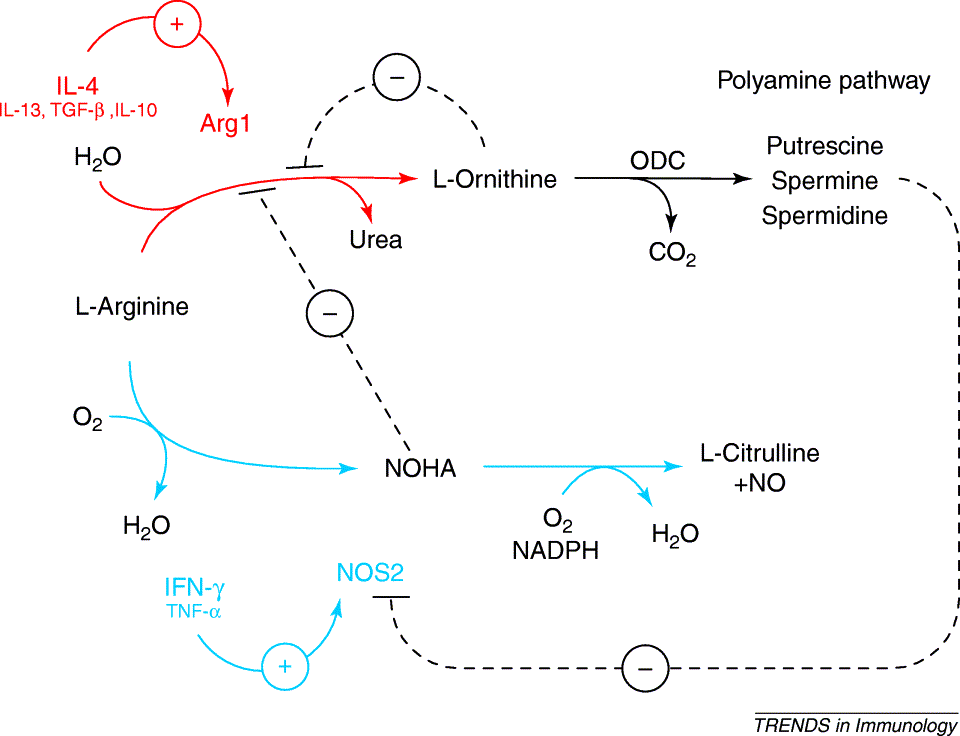 +
IL-4
IL-13, TGF-β ,IL-10
Arg1
−
Polyamine pathway
H₂O
L-Ornithine
ODC
Putrescine
Spermine
Spermidine
Urea
CO₂
L-Arginine
−
O₂
NOHA
L-Citrulline
+NO
H₂O
O₂
NADPH
H₂O
IFN-γ
TNF-α
NOS2
+
−
TRENDS in Immunology